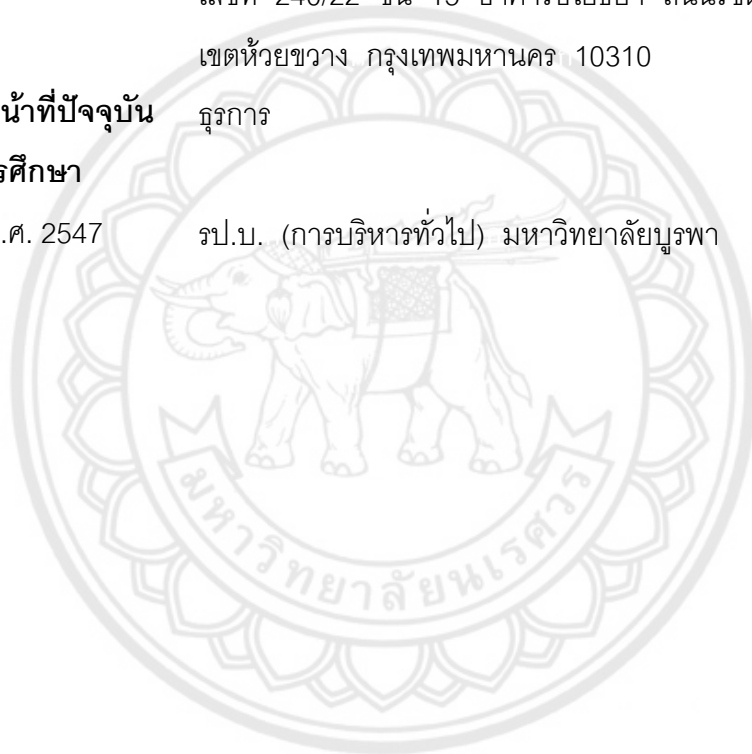 เขตห้วยขวาง กรุงเทพมหานคร 10310
น้าที่ปัจจุบัน ธุรการ
รศึกษา
.ศ. 2547 รป.บ. (การบริหารทั่วไป) มหาวิทยาลัยบูรพา
มหาวิทยาลัยนเรศวร